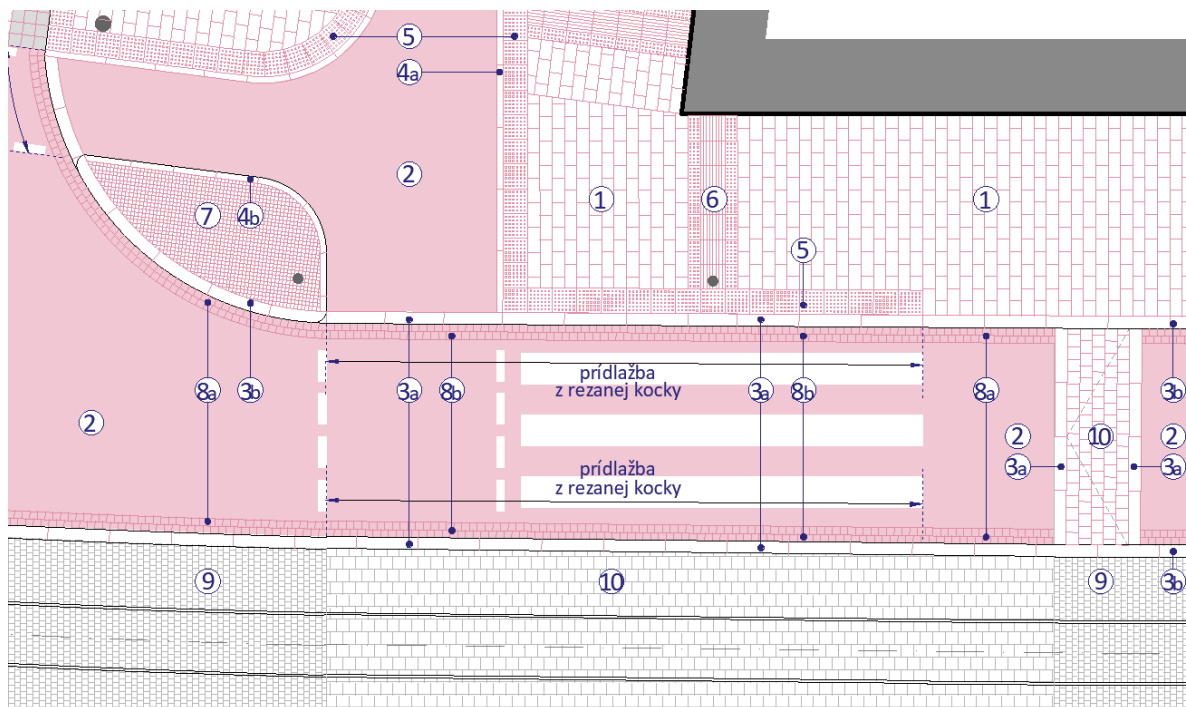 5
4a
2
1
6
1
7
4b
5
prídlažba
z rezanej kocky
8a
3b
3a
8b
3a
8b
8a
3b
2
2
10
2
3a
3a
prídlažba
z rezanej kocky
9
10
9
3b